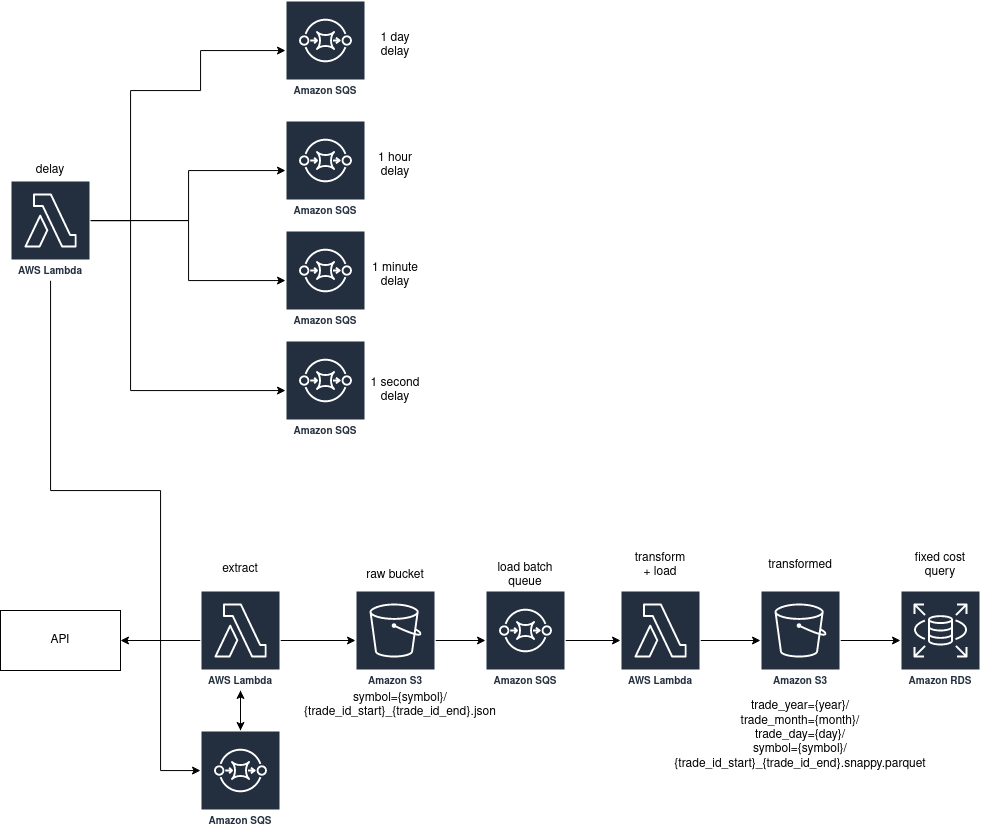 1 day
delay
Amazon SQS
delay
1 hour
delay
Amazon SQS
AWS Lambda
1 minute
delay
Amazon SQS
1 second
delay
Amazon SQS
extract
raw bucket
load batch
queue
transform
+ load
transformed
fixed cost
query
API
AWS Lambda
Amazon S3
Amazon SQS
AWS Lambda
Amazon S3
Amazon RDS
symbol={symbol}/
{trade_id_start}_{trade_id_end}.json
trade_year={year}/
trade_month={month}/
trade_day={day}/
symbol={symbol}/
{trade_id_start}_{trade_id_end}.snappy.parquet
Amazon SQS